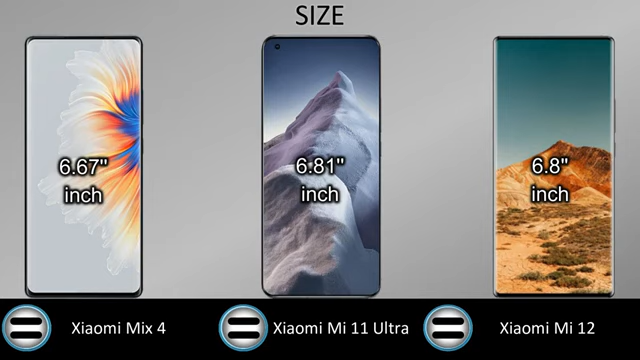 SIZE
6.67"
inch
6.81"
inch
6.8"
inch
Xiaomi Mix 4
Xiaomi Mi 11 Ultra
Xiaomi Mi 12